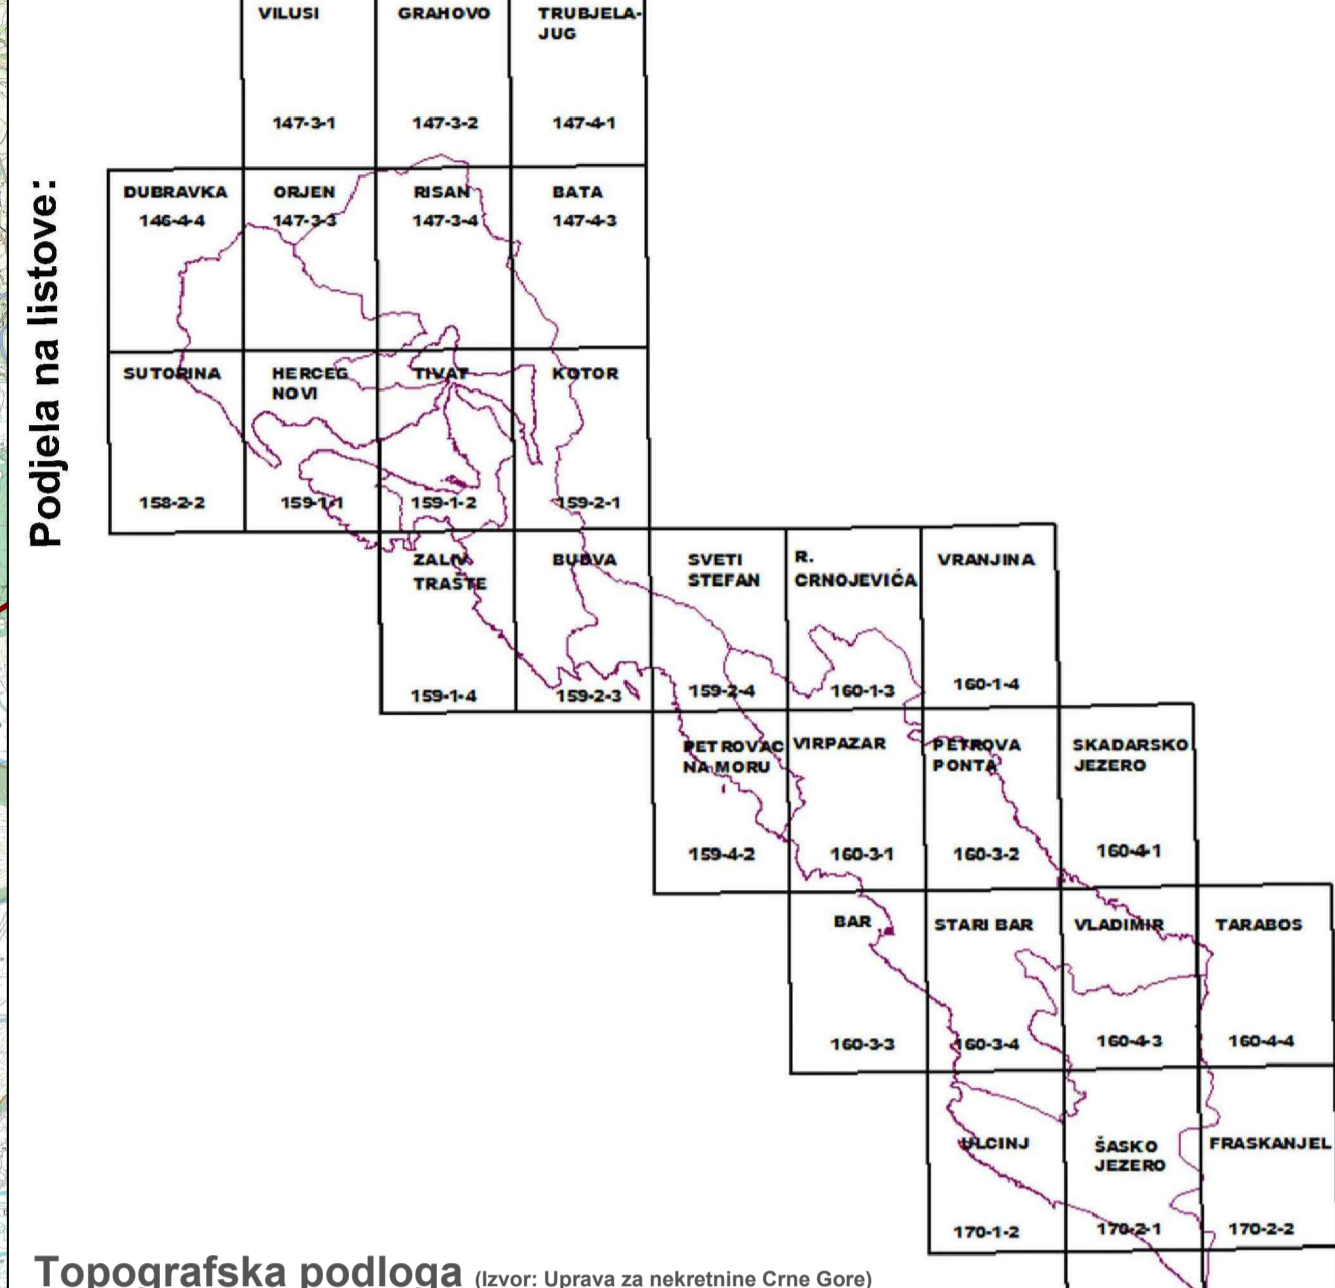 Podjela na listove:
VILUSI
147-3-1
GRAHOVO
147-3-2
TRUBJELA-
JUG
147-4-1
DUBRAVKA
146-4-4
ORJEN
147-3-3
RISAN
147-3-4
BATA
147-4-3
SUTORINA
158-2-2
HERCEG
NOVI
159-1-1
TIVAT
159-1-2
KOTOR
159-2-1
ZALIV
TRAŠTE
159-1-4
BUDVA
159-2-3
SVETI
STEFAN
159-2-4
R.
CRNOJEVIĆA
160-1-3
VRANJINA
160-1-4
PETROVAC
NA MORU
159-4-2
VIRPAZAR
160-3-1
PETROVA
PONTA
160-3-2
SKADARSKO
JEZERO
160-4-1
BAR
160-3-3
STARI BAR
160-3-4
VLADIMIR
160-4-3
TARABOS
160-4-4
ULCINJ
170-1-2
ŠASKO
JEZERO
170-2-1
FRASKANJEL
170-2-2
Topografska podloga (Izvor: Uprava za nekretnine Crne Gore)